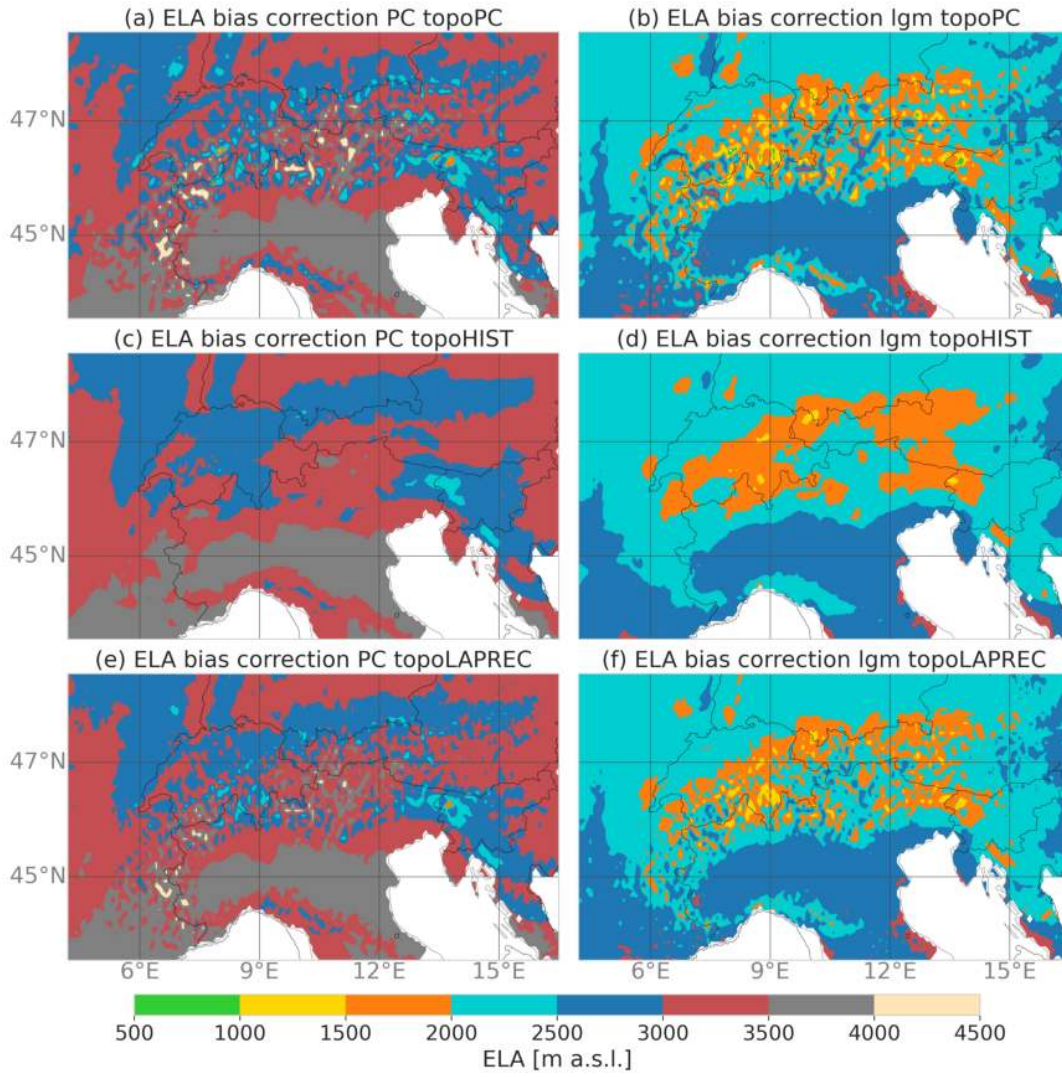 (a) ELA bias correction PC topoPC
(b) ELA bias correction lgm topoPC
47°N
45°N
(c) ELA bias correction PC topoHIST
(d) ELA bias correction lgm topoHIST
47°N
45°N
(e) ELA bias correction PC topoLAPREC
(f) ELA bias correction lgm topoLAPREC
47°N
45°N
6°E 9°E 12°E 15°E 6°E 9°E 12°E 15°E
500 1000 1500 2000 2500 3000 3500 4000 4500
ELA [m a.s.l.]